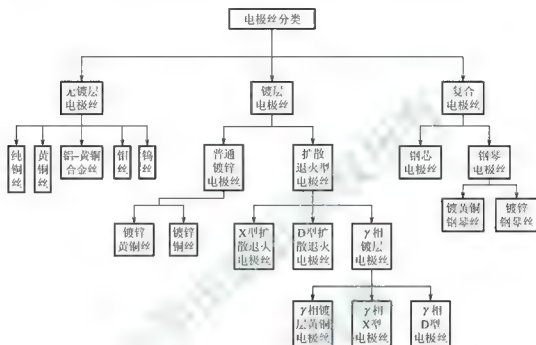 电极丝分类
无镀层
电极丝
镀层
电极丝
复合
电极丝
纯
铜
丝
黄
铜
丝
铝-黄铜
合金丝
钼
丝
钨
丝
普通
镀锌
电极丝
扩散
退火型
电极丝
钢芯
电极丝
钢琴
电极丝
镀锌
黄铜丝
镀锌
铜丝
X型扩
散退火
电极丝
D型扩
散退火
电极丝
γ相
镀层
电极丝
镀黄铜
钢琴丝
镀锌
钢琴丝
γ相镀
层黄铜
电极丝
γ相
X型
电极丝
γ相
D型
电极丝